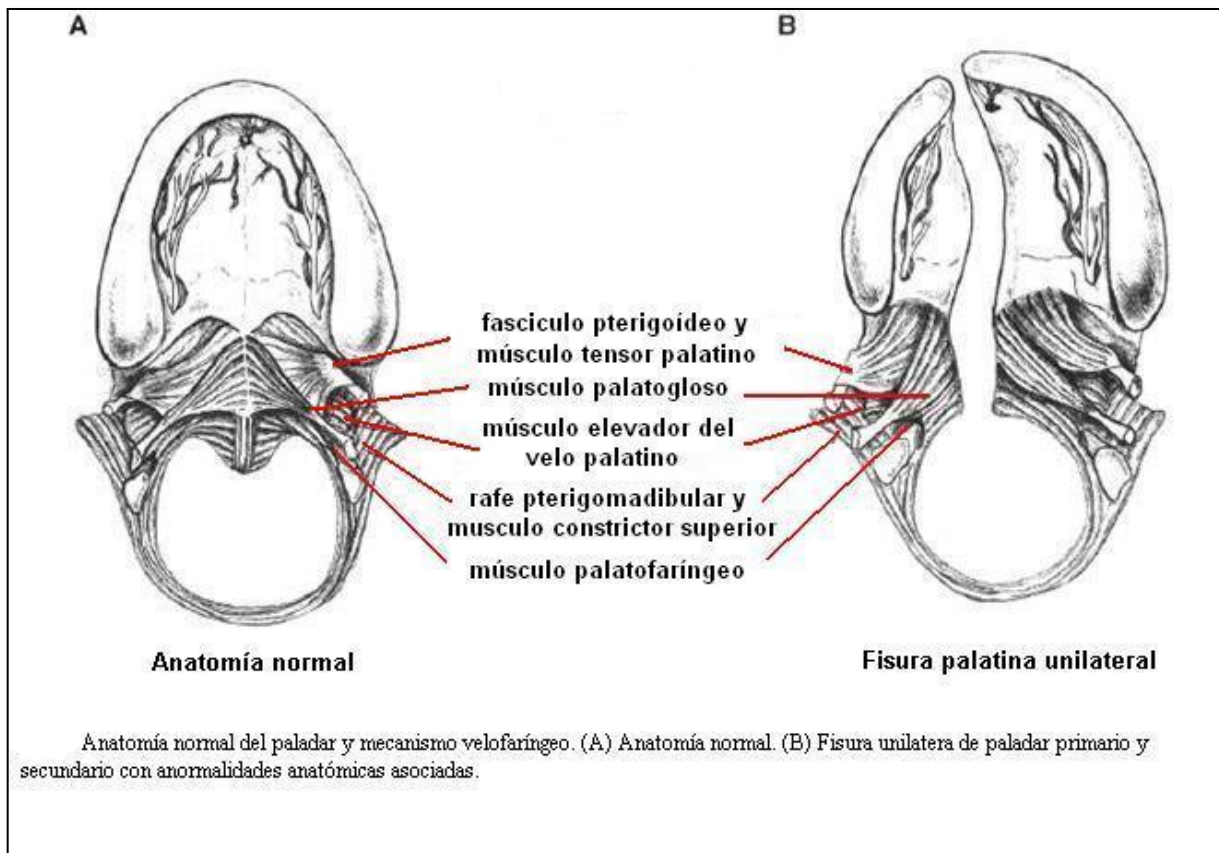 A
B
fasciculo pterigoídeo y
músculo tensor palatino
músculo palatogloso
músculo elevador del
velo palatino
rafe pterigomadibular y
musculo constrictor superior
músculo palatofaríngeo
Anatomía normal
Fisura palatina unilateral
Anatomía normal del paladar y mecanismo velofaríngeo. (A) Anatomía normal. (B) Fisura unilatera de paladar primario y
secundario con anormalidades anatómicas asociadas.